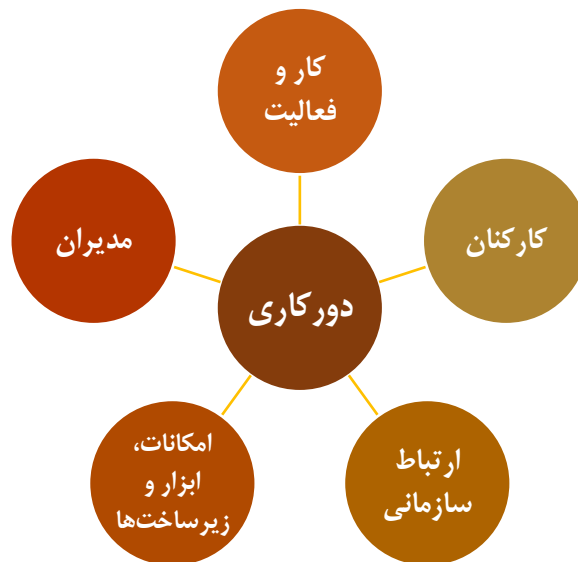 کار و
فعالیت
کارکنان
مدیران
دورکاری
ارتباط
سازمانی
امکانات،
ابزار و
زیرساخت‌ها